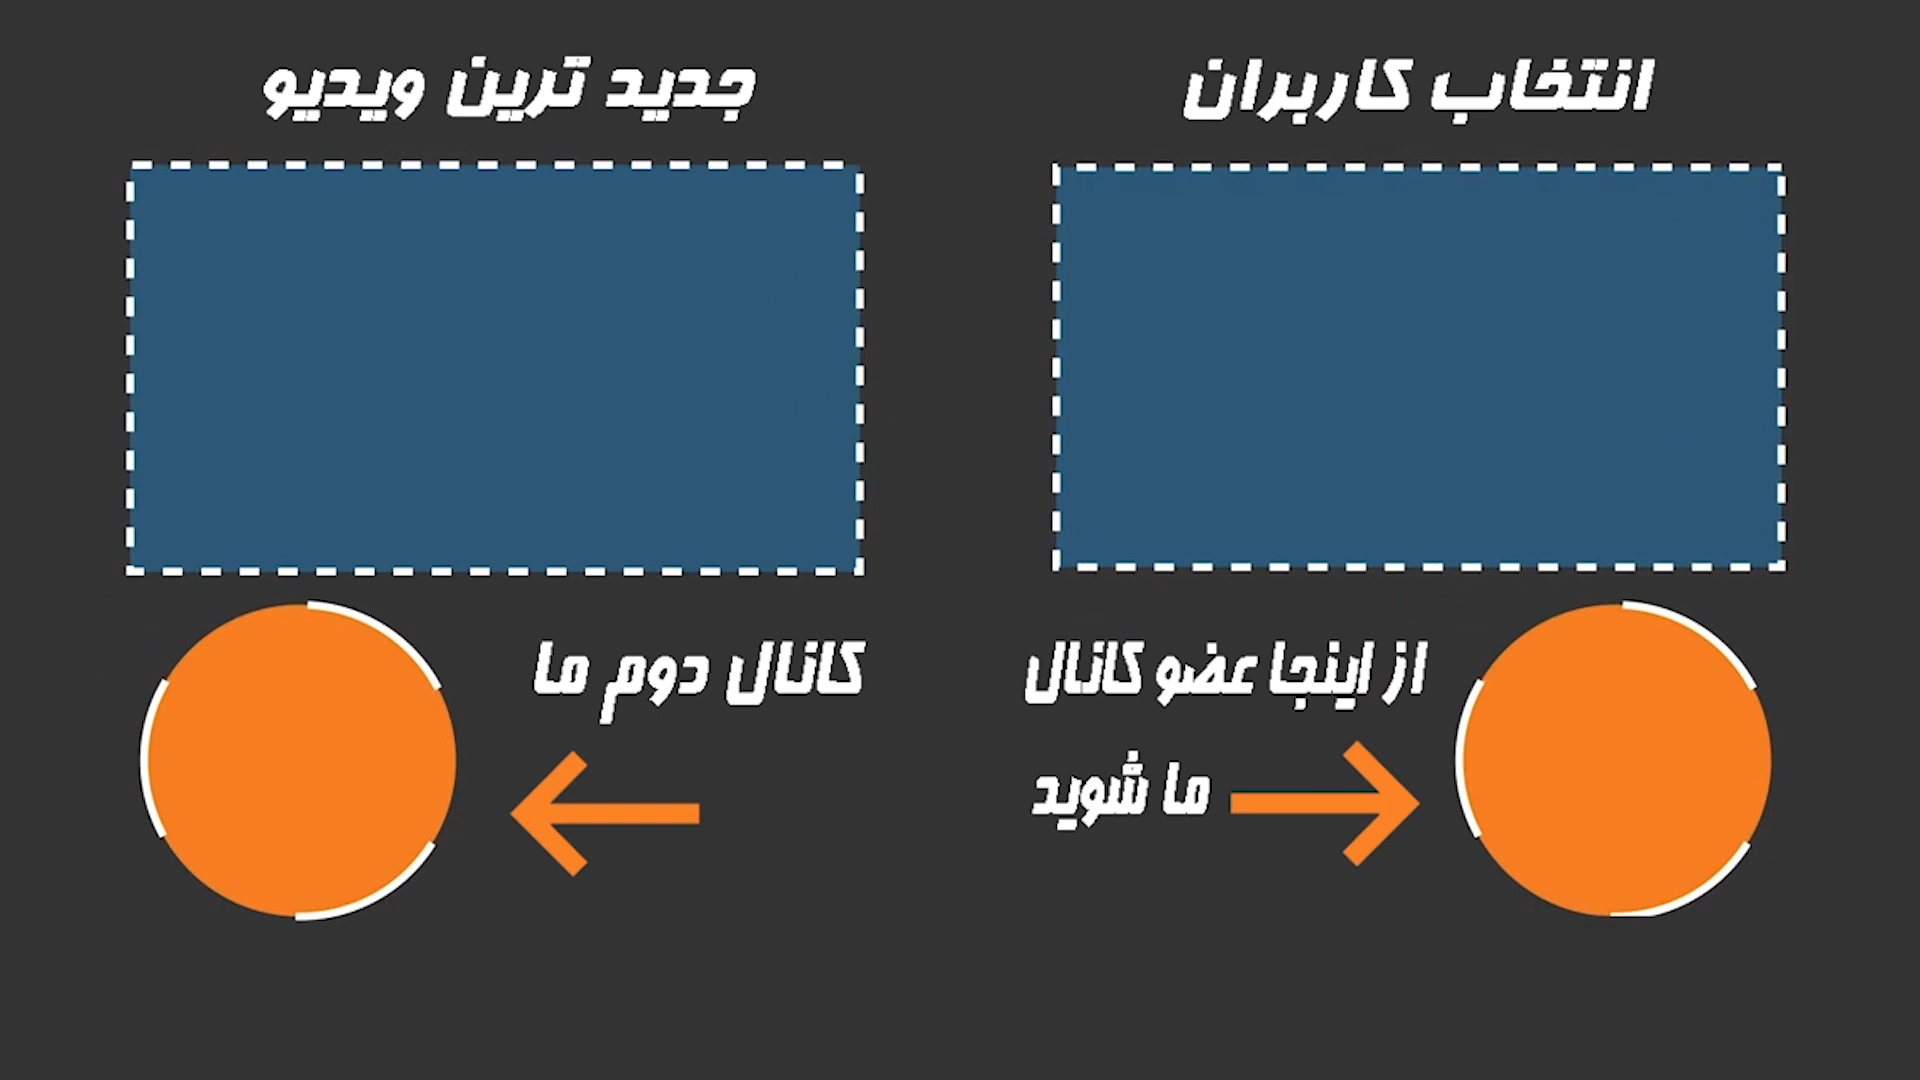 انتخاب کاربران
جدید ترین ویدیو
از اینجا عضو کانال
ما شوید
کانال دوم ما